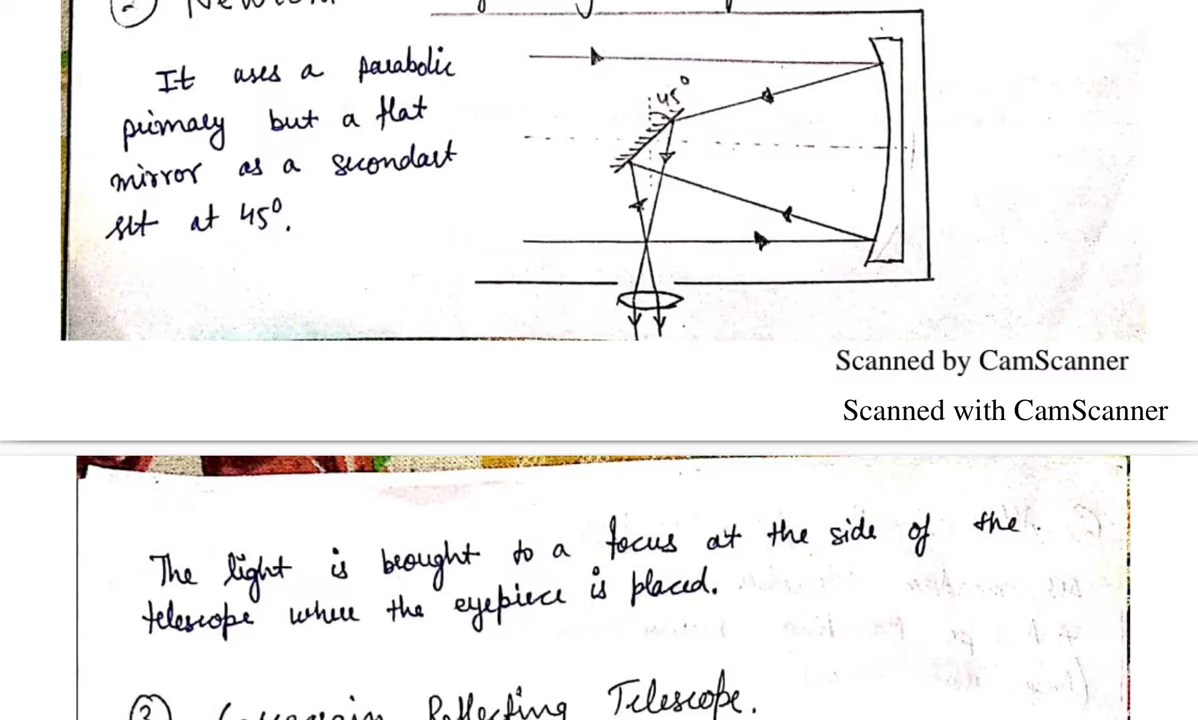 It uses a parabolic
primary but a flat
mirror as a secondart
set at 45°.
45°
Scanned by CamScanner
Scanned with CamScanner
The light is brought to a focus at the side of the
telescope where the eyepiece is placed.
Reflecting Telescope.